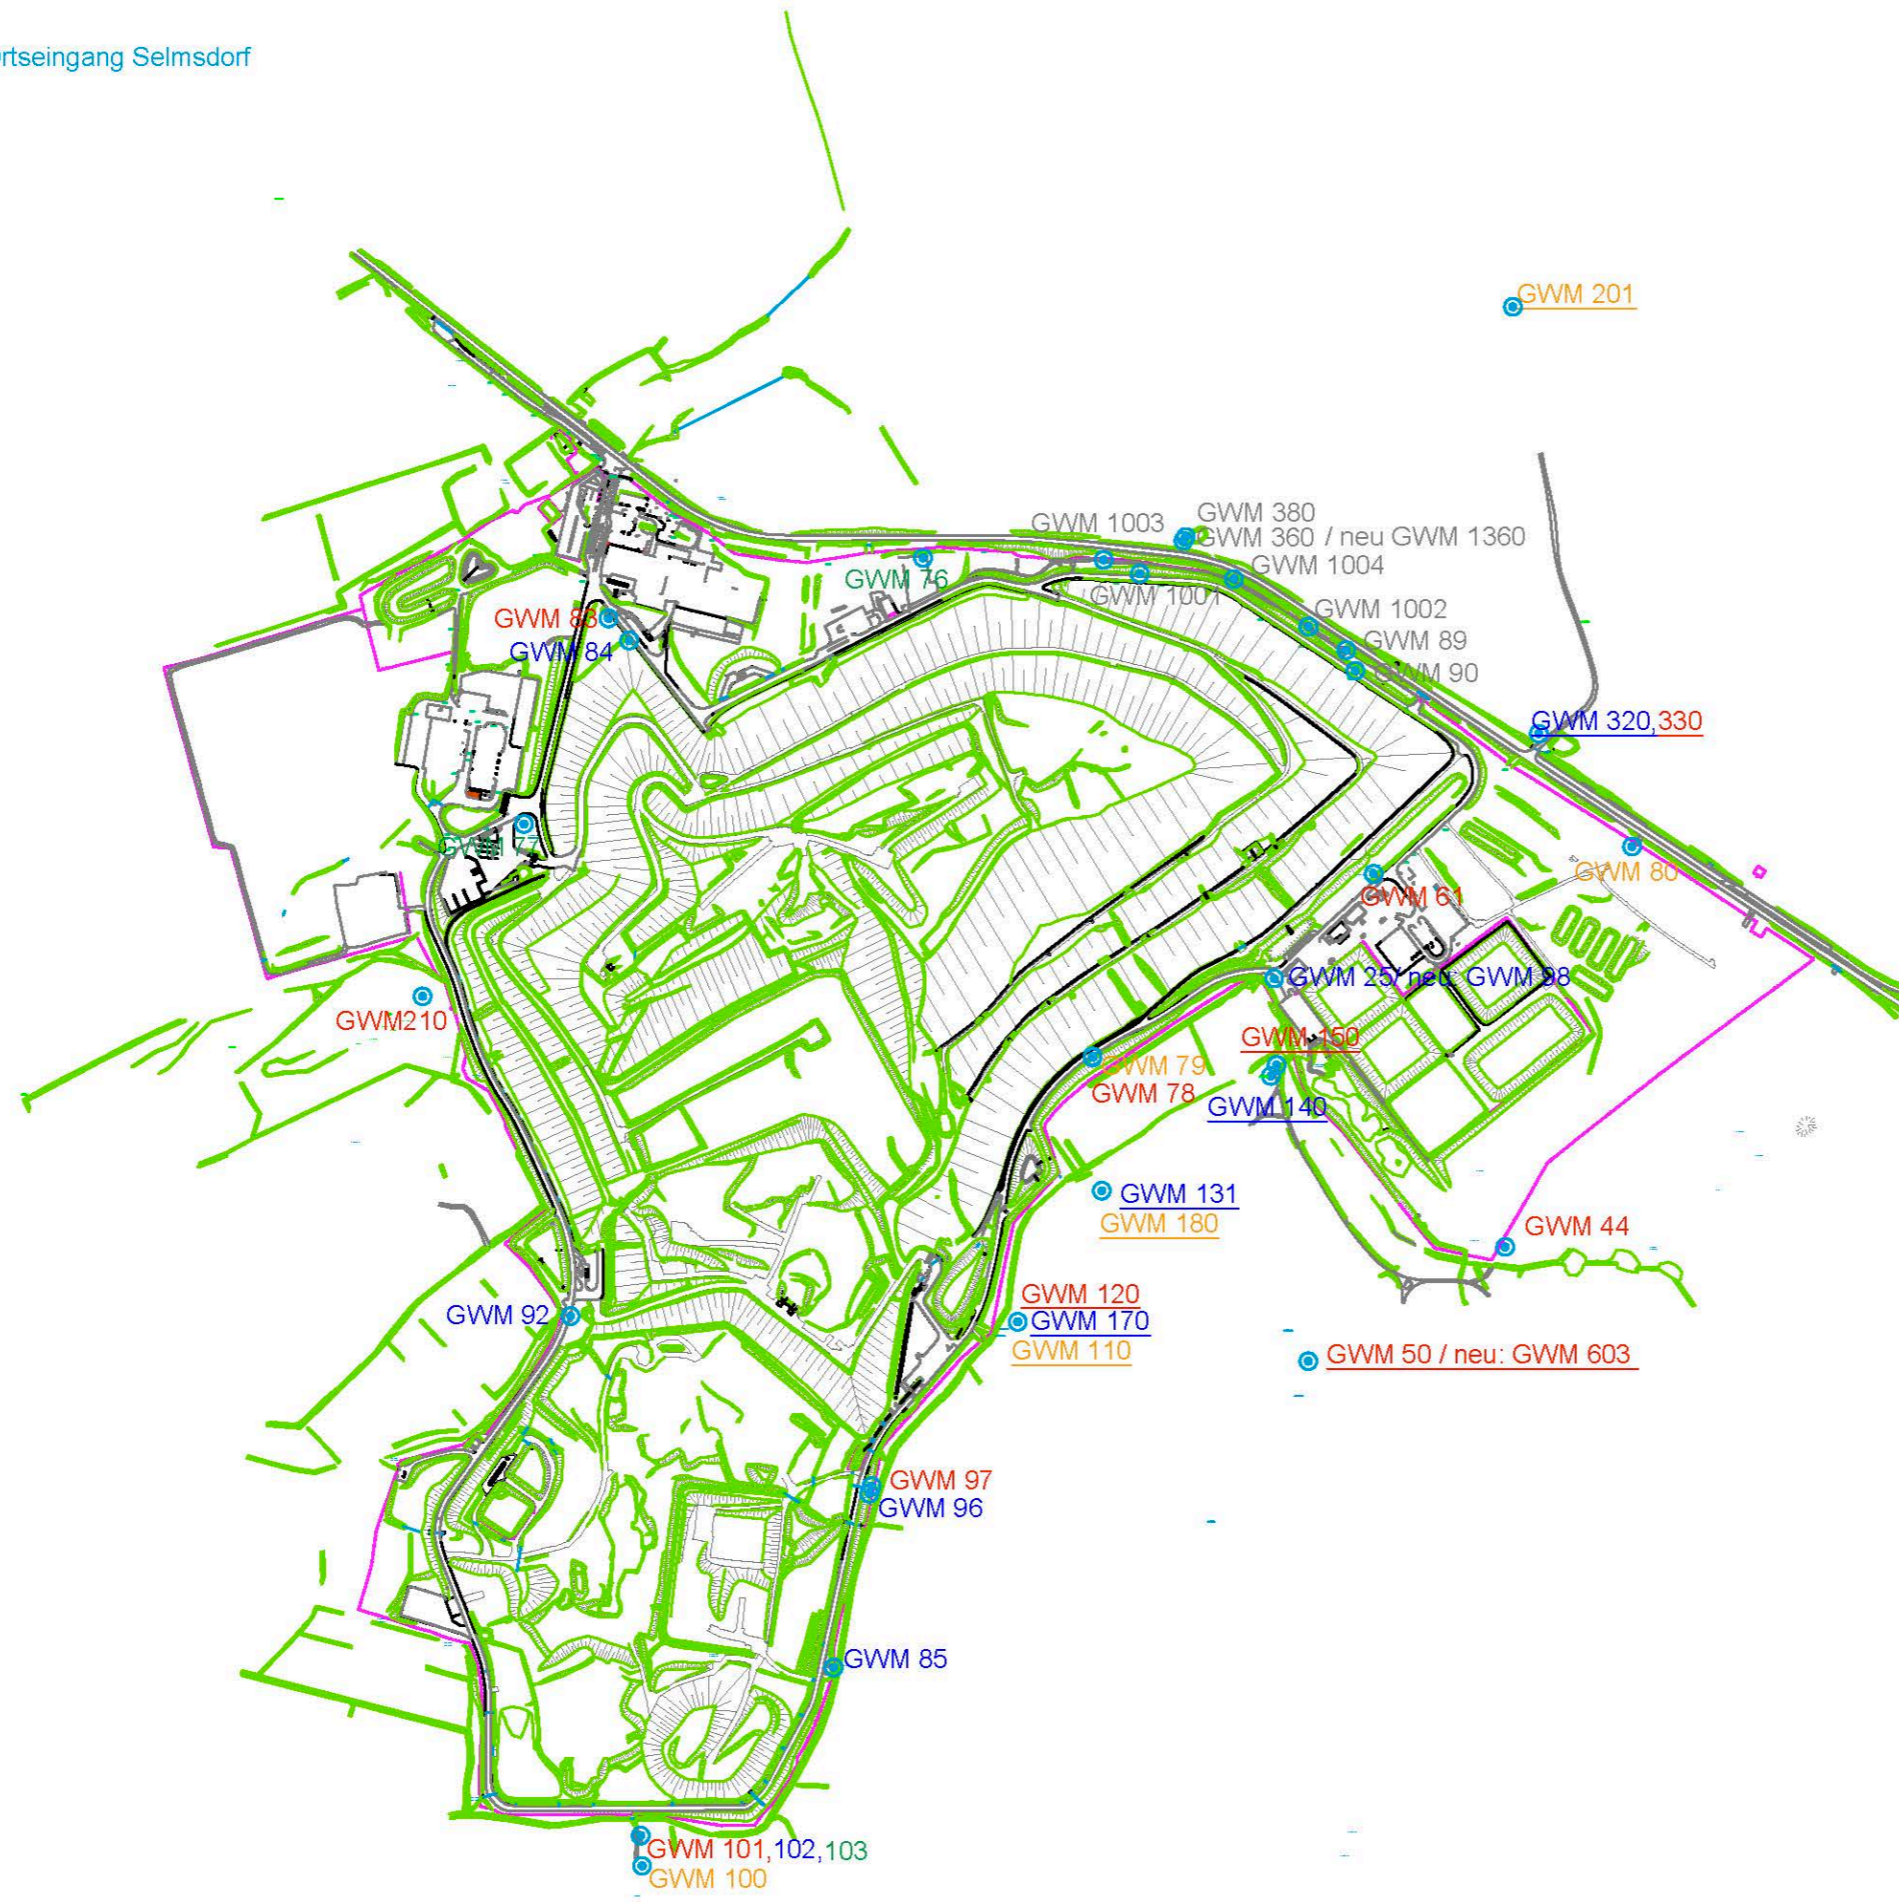 rtseingang Selmsdorf
GWM 201
GWM 380
GWM 1003
GWM 360 / neu GWM 1360
GWM 1004
GWM 76
GWM 1001
GWM 1002
GWM 83
GWM 89
GWM 84
GWM 90
GWM 320,330
GWM 77
GWM 80
GWM 61
GWM 25/ neu: GWM 98
GWM210
GWM 150
GWM 79
GWM 78
GWM 140
GWM 131
GWM 180
GWM 44
GWM 120
GWM 92
GWM 170
GWM 110
GWM 50 / neu: GWM 603
GWM 97
GWM 96
GWM 85
GWM 101,102,103
GWM 100